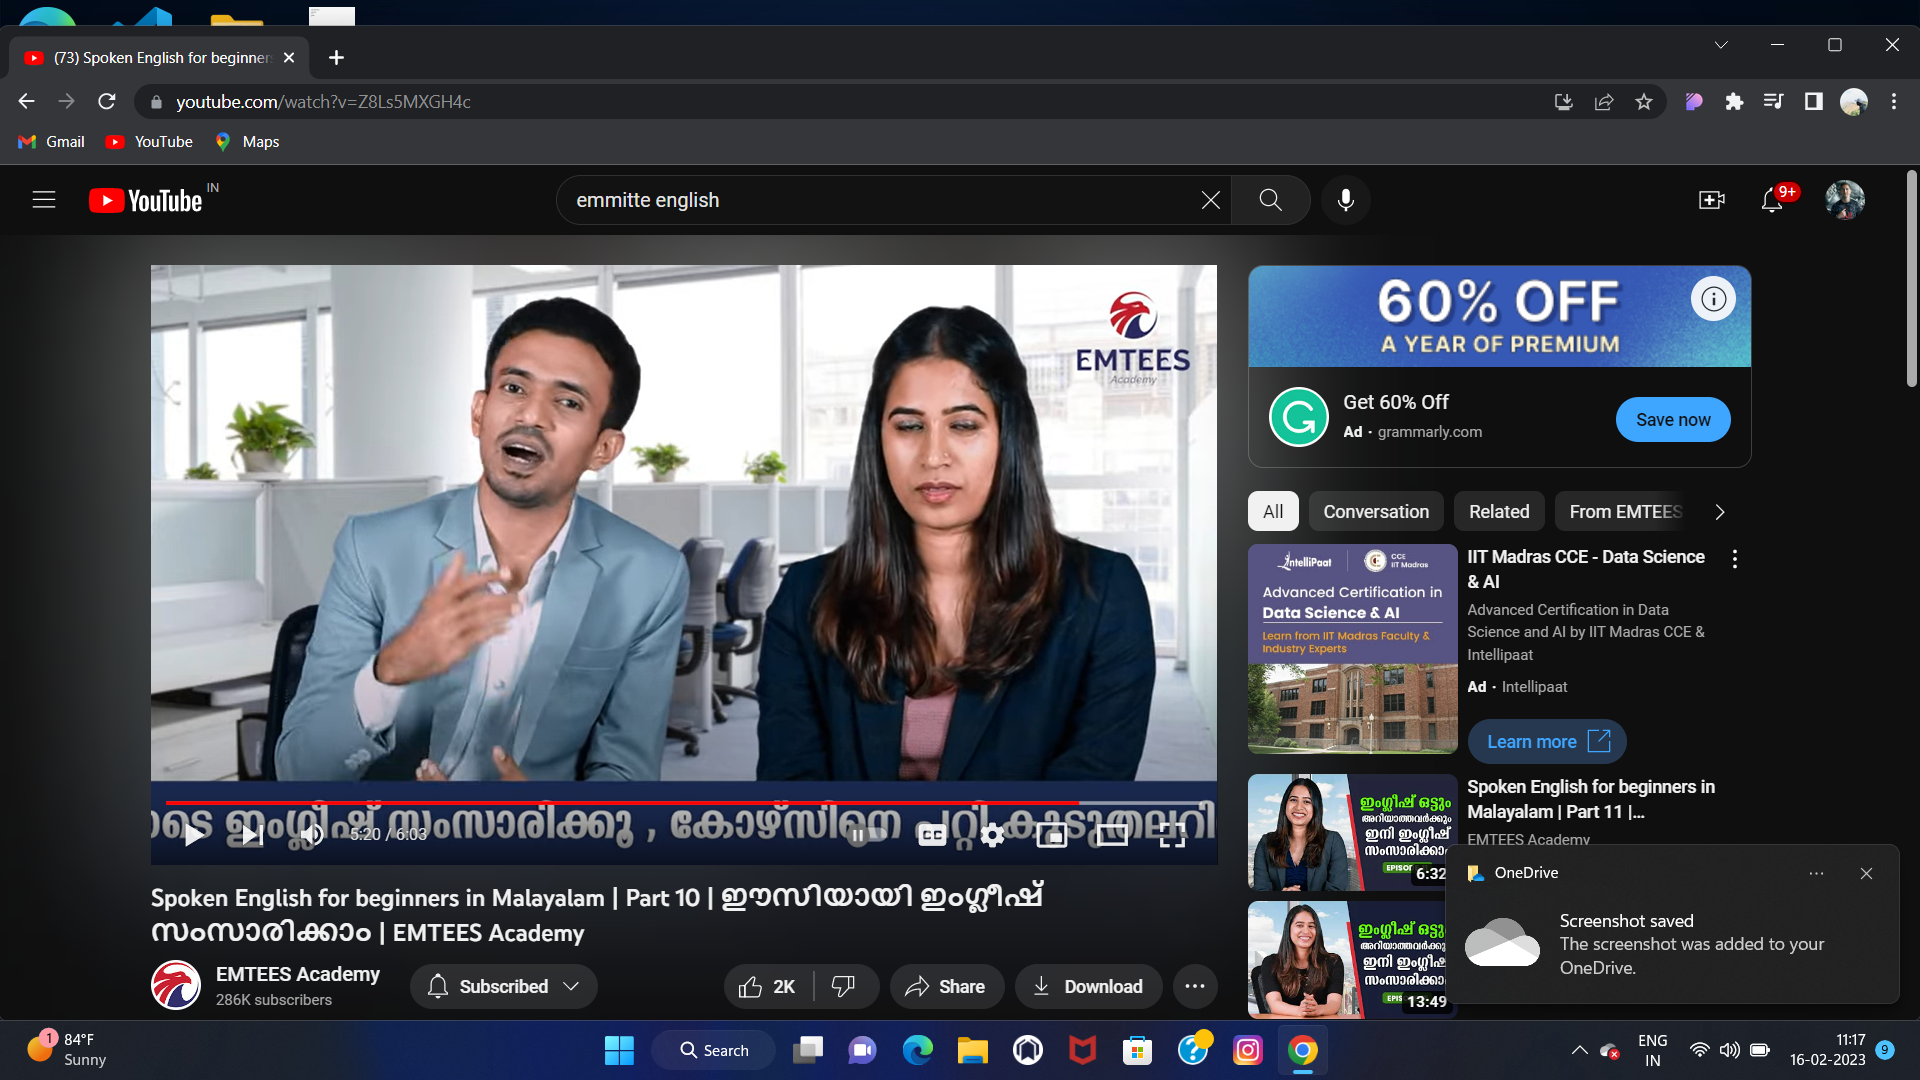 (73) Spoken English for beginners
youtube.com/watch?v=Z8Ls5MXGH4c
Gmail
YouTube
Maps
YouTube IN
emmitte english
9+
EMTEES
Academy
5:20 / 6:03
ഇംഗ്ലീഷ് സംസാരിക്കൂ , കോഴ്സിനെ പറ്റി
Spoken English for beginners in Malayalam | Part 10 | ഈസിയായി ഇംഗ്ലീഷ്
സംസാരിക്കാം | EMTEES Academy
EMTEES Academy
286K subscribers
Subscribed
2K
Share
Download
60% OFF
A YEAR OF PREMIUM
Get 60% Off
Ad · grammarly.com
Save now
All
Conversation
Related
From EMTEES
IntelliPaat
CCE
IIT Madras
Advanced Certification in
Data Science & AI
Learn from IIT Madras Faculty &
Industry Experts
IIT Madras CCE - Data Science
& AI
Advanced Certification in Data
Science and AI by IIT Madras CCE &
Intellipaat
Ad · Intellipaat
Learn more
ഇംഗ്ലീഷ് ഒട്ടും
അറിയാത്തവർക്കും
ഇനി ഇംഗ്ലീഷ്
സംസാരിക്കാം
6:32
Spoken English for beginners in
Malayalam | Part 11 |...
EMTEES Academy
ഇംഗ്ലീഷ് ഒട്ടും
അറിയാത്തവർക്കും
ഇനി ഇംഗ്ലീഷ്
സംസാരിക്കാം
13:49
OneDrive
Screenshot saved
The screenshot was added to your
OneDrive.
1
84°F
Sunny
Search
ENG
IN
11:17
16-02-2023
9